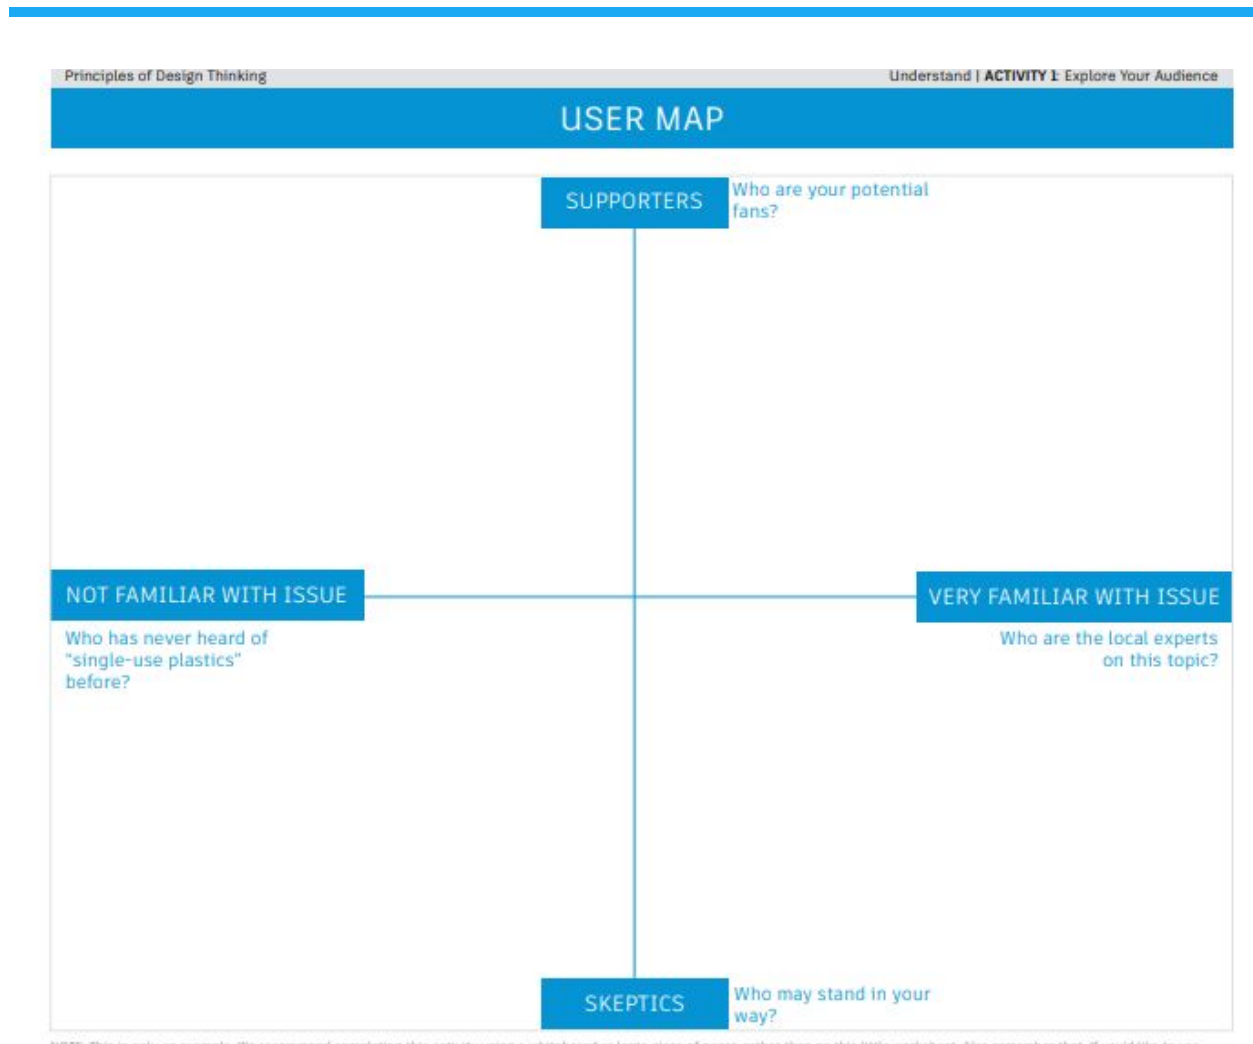 Principles of Design Thinking
Understand | ACTIVITY 1: Explore Your Audience
USER MAP
SUPPORTERS
Who are your potential
fans?
NOT FAMILIAR WITH ISSUE
Who has never heard of
"single-use plastics"
before?
VERY FAMILIAR WITH ISSUE
Who are the local experts
on this topic?
SKEPTICS
Who may stand in your
way?